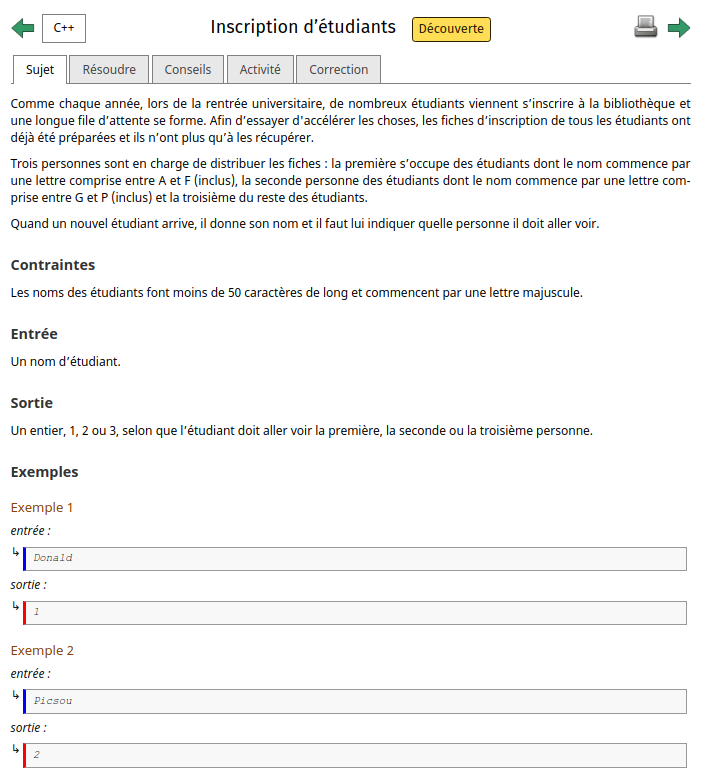 C++
Inscription d’étudiants
Découverte
Sujet
Résoudre
Conseils
Activité
Correction
Comme chaque année, lors de la rentrée universitaire, de nombreux étudiants viennent s’inscrire à la bibliothèque et
une longue file d’attente se forme. Afin d’essayer d’accélérer les choses, les fiches d’inscription de tous les étudiants ont
déjà été préparées et ils n’ont plus qu’à les récupérer.
Trois personnes sont en charge de distribuer les fiches : la première s’occupe des étudiants dont le nom commence par
une lettre comprise entre A et F (inclus), la seconde personne des étudiants dont le nom commence par une lettre com-
prise entre G et P (inclus) et la troisième du reste des étudiants.
Quand un nouvel étudiant arrive, il donne son nom et il faut lui indiquer quelle personne il doit aller voir.
Contraintes
Les noms des étudiants font moins de 50 caractères de long et commencent par une lettre majuscule.
Entrée
Un nom d’étudiant.
Sortie
Un entier, 1, 2 ou 3, selon que l’étudiant doit aller voir la première, la seconde ou la troisième personne.
Exemples
Exemple 1
entrée :
Donald
sortie :
1
Exemple 2
entrée :
Picsou
sortie :
2